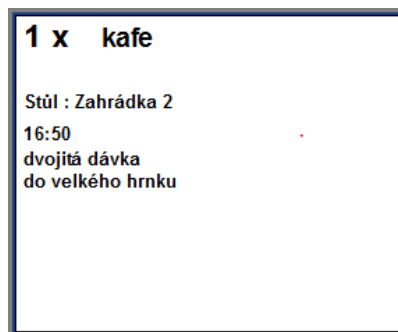 1 x kafe
Stůl : Zahrádka 2
16:50
dvojitá dávka
do velkého hrnku